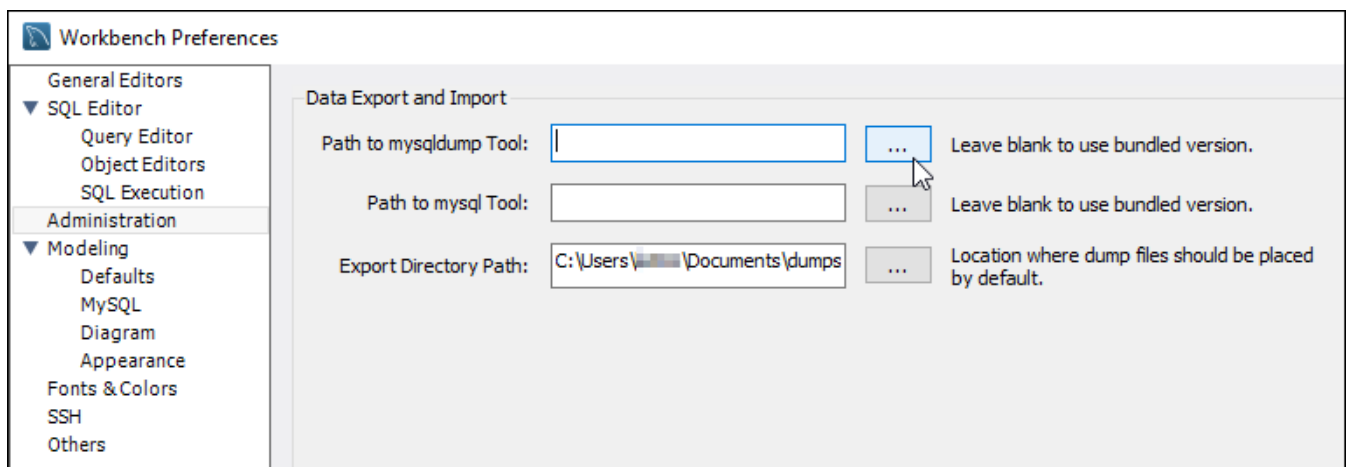 Workbench Preferences
General Editors
SQL Editor
Query Editor
Object Editors
SQL Execution
Administration
Modeling
Defaults
MySQL
Diagram
Appearance
Fonts & Colors
SSH
Others
Data Export and Import
Path to mysqldump Tool: ... Leave blank to use bundled version.
Path to mysql Tool: ... Leave blank to use bundled version.
Export Directory Path: C:\Users\ \Documents\dumps ... Location where dump files should be placed
by default.